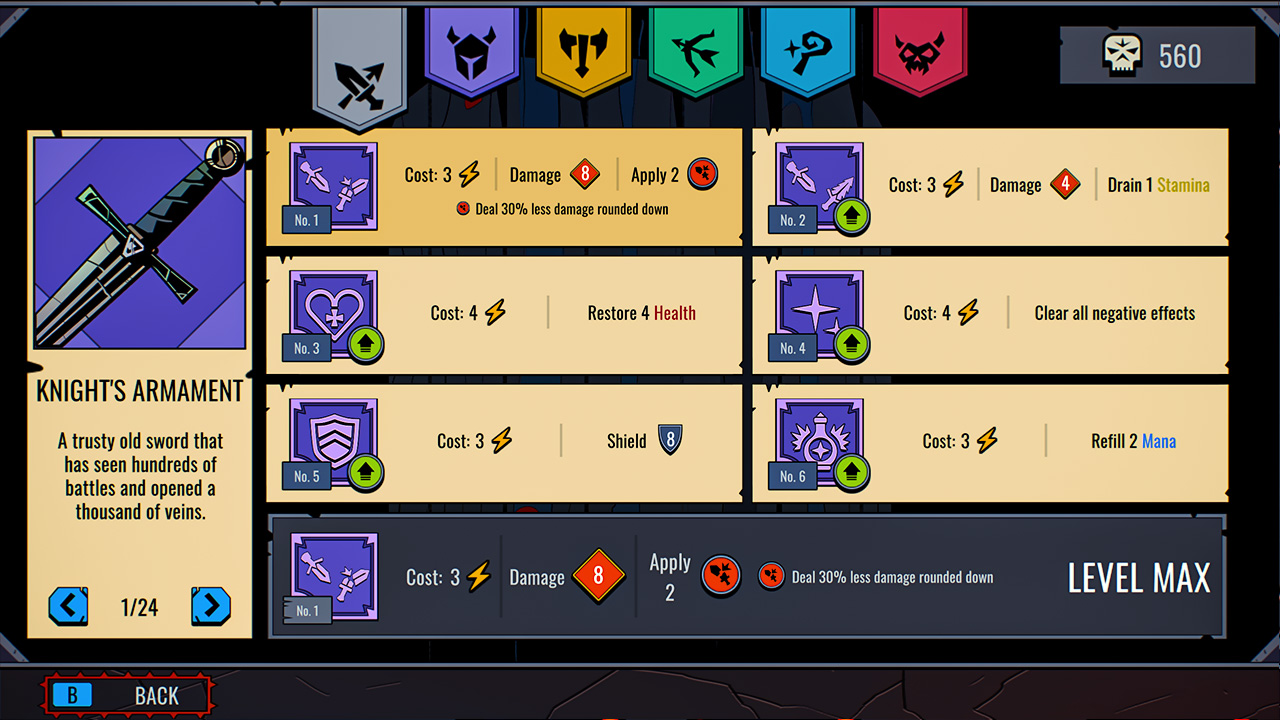 560
KNIGHT'S ARMAMENT
A trusty old sword that
has seen hundreds of
battles and opened a
thousand of veins.
1/24
No. 1
Cost: 3 Damage 8 Apply 2
Deal 30% less damage rounded down
No. 2
Cost: 3 Damage 4 Drain 1 Stamina
No. 3
Cost: 4 Restore 4 Health
No. 4
Cost: 4 Clear all negative effects
No. 5
Cost: 3 Shield 8
No. 6
Cost: 3 Refill 2 Mana
No. 1
Cost: 3 Damage 8 Apply
2
Deal 30% less damage rounded down
LEVEL MAX
B BACK